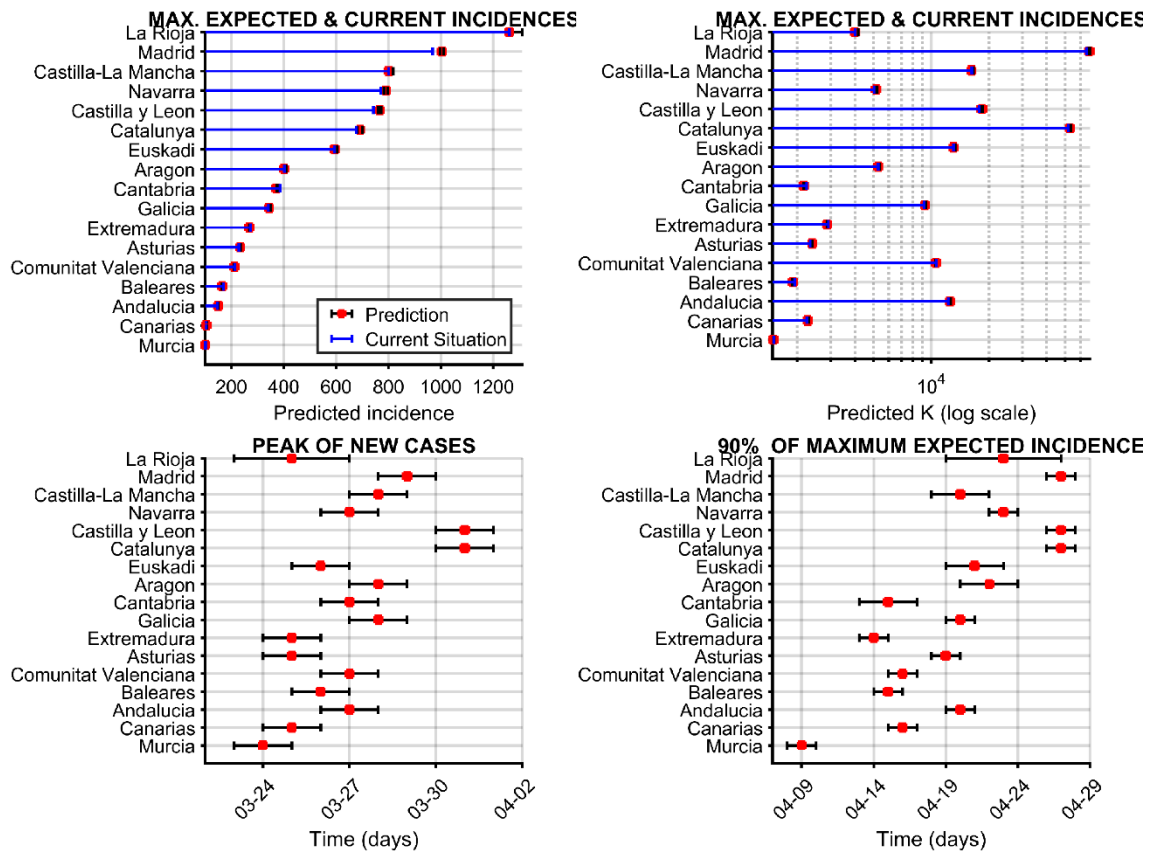 MAX. EXPECTED & CURRENT INCIDENCES
La Rioja
Madrid
Castilla-La Mancha
Navarra
Castilla y Leon
Catalunya
Euskadi
Aragon
Cantabria
Galicia
Extremadura
Asturias
Comunitat Valenciana
Baleares
Andalucia
Canarias
Murcia
Prediction
Current Situation
200 400 600 800 1000 1200
Predicted incidence
MAX. EXPECTED & CURRENT INCIDENCES
La Rioja
Madrid
Castilla-La Mancha
Navarra
Castilla y Leon
Catalunya
Euskadi
Aragon
Cantabria
Galicia
Extremadura
Asturias
Comunitat Valenciana
Baleares
Andalucia
Canarias
Murcia
10⁴
Predicted K (log scale)
PEAK OF NEW CASES
La Rioja
Madrid
Castilla-La Mancha
Navarra
Castilla y Leon
Catalunya
Euskadi
Aragon
Cantabria
Galicia
Extremadura
Asturias
Comunitat Valenciana
Baleares
Andalucia
Canarias
Murcia
03-24 03-27 03-30 04-02
Time (days)
90% OF MAXIMUM EXPECTED INCIDENCE
La Rioja
Madrid
Castilla-La Mancha
Navarra
Castilla y Leon
Catalunya
Euskadi
Aragon
Cantabria
Galicia
Extremadura
Asturias
Comunitat Valenciana
Baleares
Andalucia
Canarias
Murcia
04-09 04-14 04-19 04-24 04-29
Time (days)